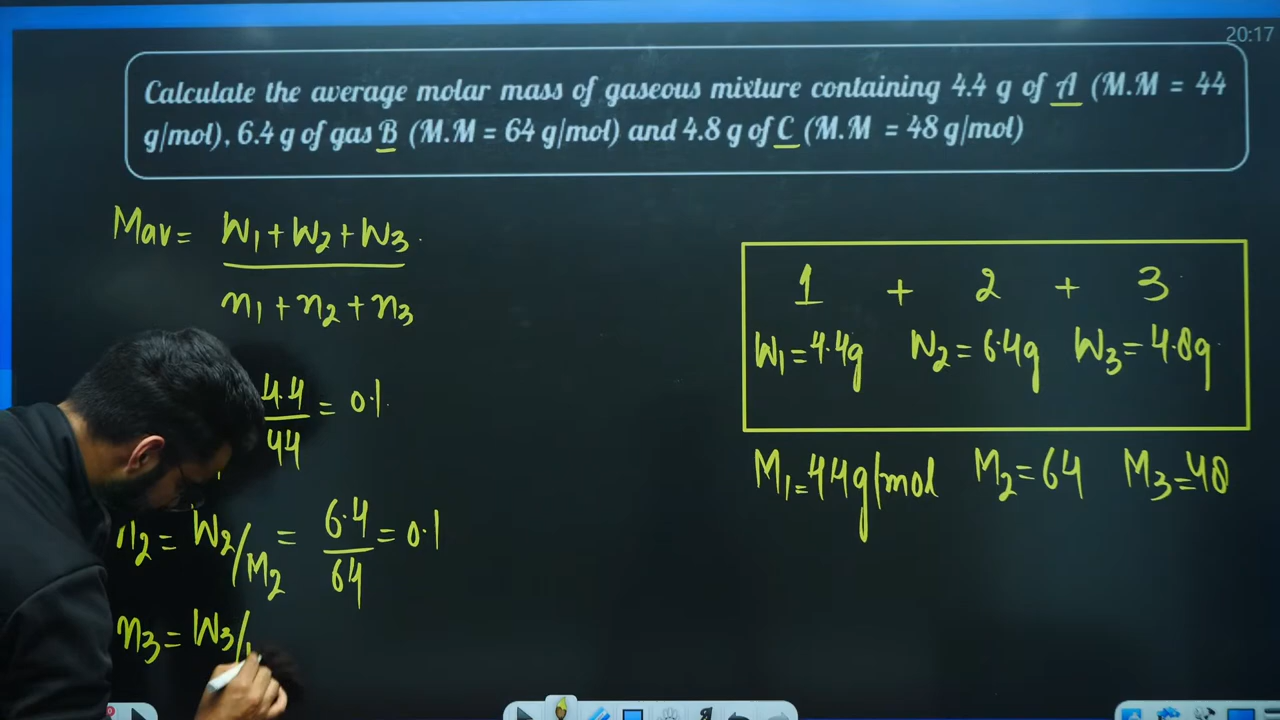 20:17
Calculate the average molar mass of gaseous mixture containing 4.4 g of A (M.M = 44
g/mol), 6.4 g of gas B (M.M = 64 g/mol) and 4.8 g of C (M.M = 48 g/mol)
Mav = W1 + W2 + W3
n1 + n2 + n3
4.4 = 0.1
44
n2 = W2/M2 = 6.4 = 0.1
64
n3 = W3/
1 + 2 + 3
W1 = 4.4g W2 = 6.4g W3 = 4.8g
M1 = 44g/mol M2 = 64 M3 = 48